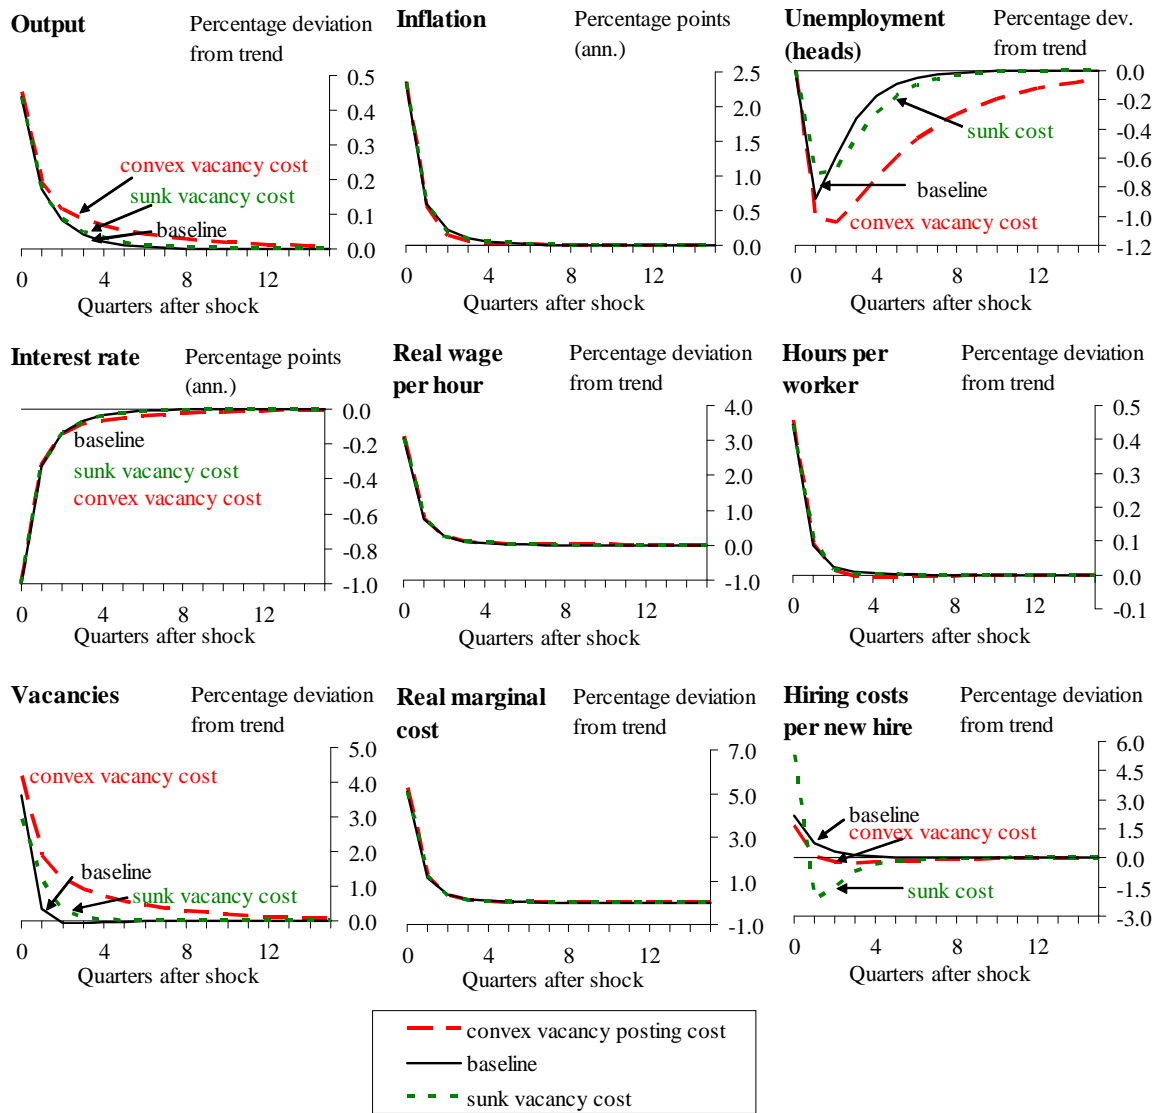 Output
Percentage deviation
from trend
0.5
0.4
0.3
0.2
0.1
0.0
convex vacancy cost
sunk vacancy cost
baseline
0 4 8 12
Quarters after shock
Inflation
Percentage points
(ann.)
2.5
2.0
1.5
1.0
0.5
0.0
0 4 8 12
Quarters after shock
Unemployment
(heads)
Percentage dev.
from trend
0.0
-0.2
-0.4
-0.6
-0.8
-1.0
-1.2
sunk cost
baseline
convex vacancy cost
0 4 8 12
Quarters after shock
Interest rate
Percentage points
(ann.)
0.0
-0.2
-0.4
-0.6
-0.8
-1.0
baseline
sunk vacancy cost
convex vacancy cost
0 4 8 12
Quarters after shock
Real wage
per hour
Percentage deviation
from trend
4.0
3.0
2.0
1.0
0.0
-1.0
0 4 8 12
Quarters after shock
Hours per
worker
Percentage deviation
from trend
0.5
0.4
0.3
0.2
0.1
0.0
-0.1
0 4 8 12
Quarters after shock
Vacancies
Percentage deviation
from trend
5.0
4.0
3.0
2.0
1.0
0.0
convex vacancy cost
baseline
sunk vacancy cost
0 4 8 12
Quarters after shock
Real marginal
cost
Percentage deviation
from trend
7.0
5.0
3.0
1.0
-1.0
0 4 8 12
Quarters after shock
Hiring costs
per new hire
Percentage deviation
from trend
6.0
4.5
3.0
1.5
0.0
-1.5
-3.0
baseline
convex vacancy cost
sunk cost
0 4 8 12
Quarters after shock
convex vacancy posting cost
baseline
sunk vacancy cost